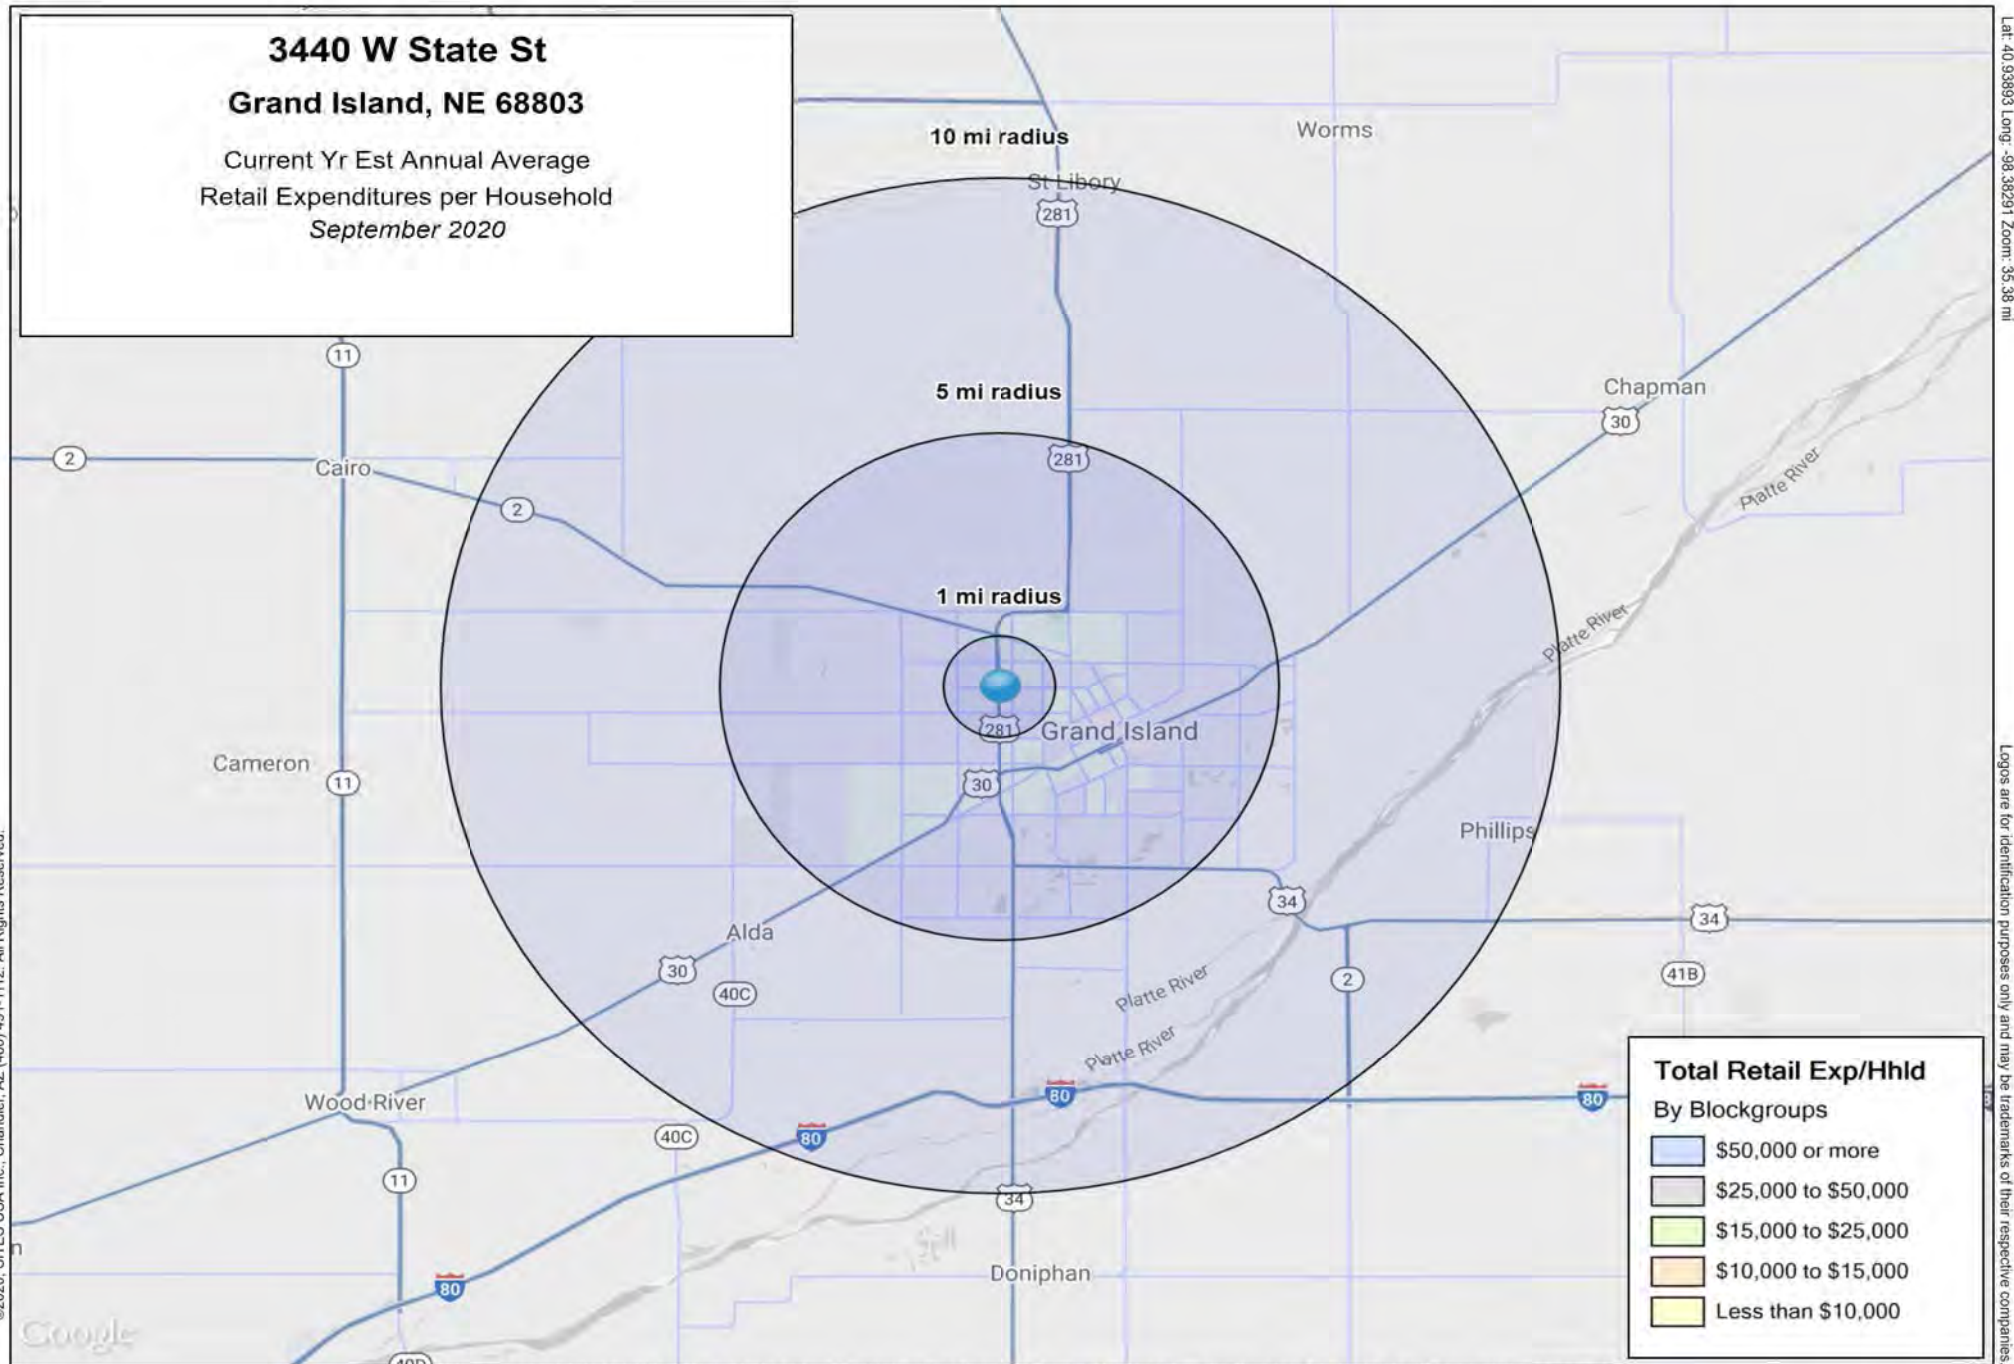 3440 W State St
Grand Island, NE 68803
Current Yr Est Annual Average
Retail Expenditures per Household
September 2020
10 mi radius
Worms
St Libory
281
11
5 mi radius
Chapman
30
2
Cairo
281
Platte River
2
1 mi radius
Platte River
281
Grand Island
Cameron
11
30
Phillips
34
34
Alda
30
40C
2
41B
Platte River
Platte River
80
80
Wood River
40C
80
11
34
Doniphan
80
Google
Total Retail Exp/Hhld
By Blockgroups
$50,000 or more
$25,000 to $50,000
$15,000 to $25,000
$10,000 to $15,000
Less than $10,000
Lat: 40.93893 Long: -98.38291 Zoom: 35.38 mi
Logos are for identification purposes only and may be trademarks of their respective companies
All Rights Reserved.